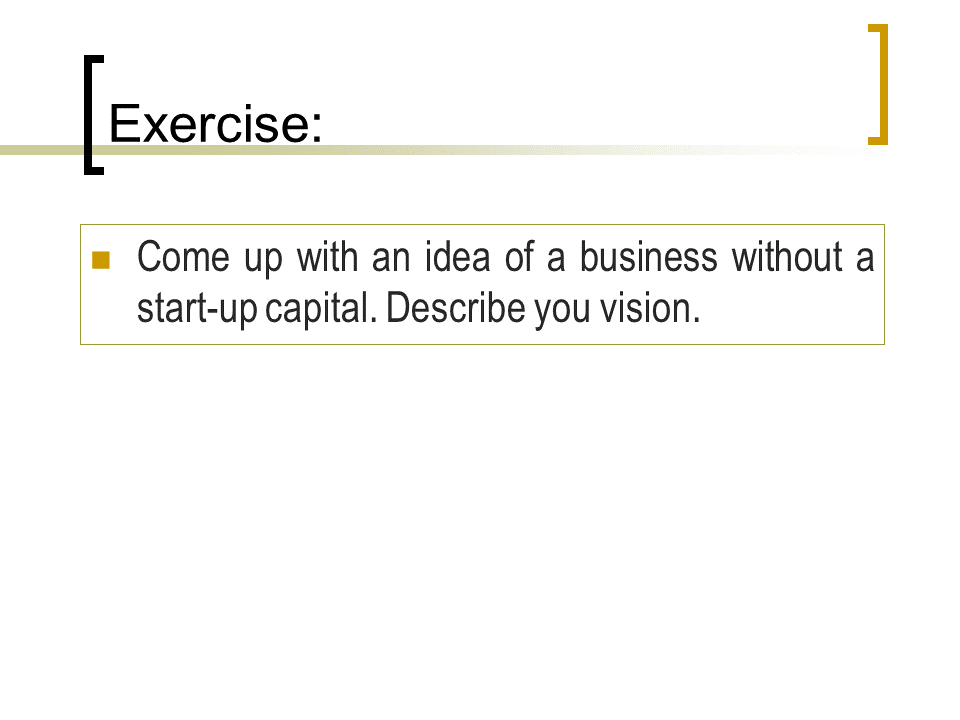 Exercise:
Come up with an idea of a business without a
start-up capital. Describe you vision.